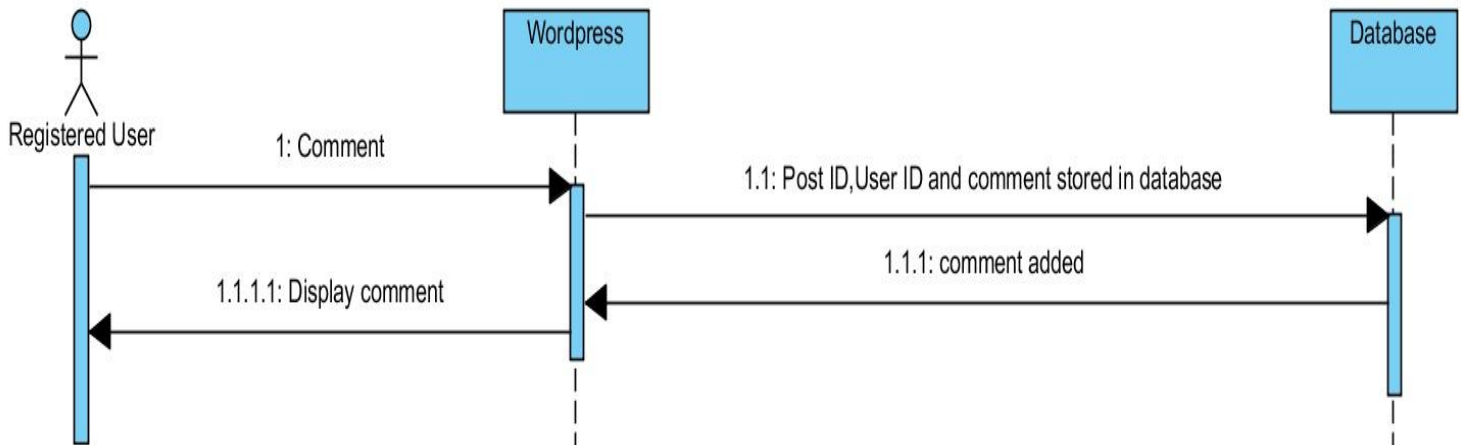 Wordpress
Database
Registered User
1: Comment
1.1: Post ID,User ID and comment stored in database
1.1.1: comment added
1.1.1.1: Display comment